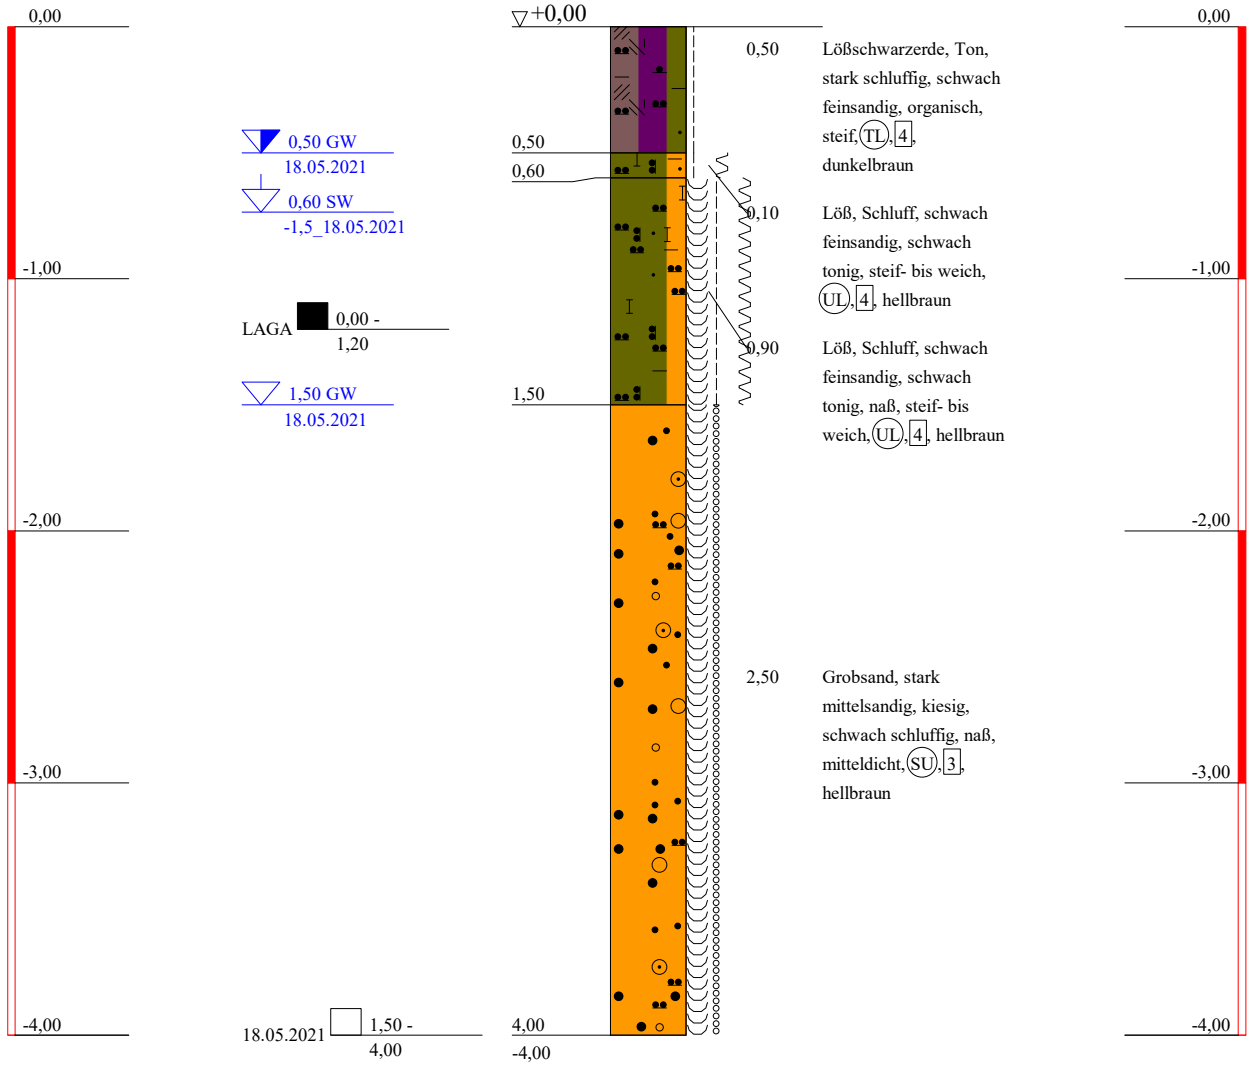 0,00
+0,00
0,00
0,50
Lößschwarzerde, Ton,
stark schluffig, schwach
feinsandig, organisch,
steif, TL, 4,
dunkelbraun
0,50 GW
18.05.2021
0,50
0,60
0,60 SW
-1,5_18.05.2021
0,10
Löß, Schluff, schwach
feinsandig, schwach
tonig, steif- bis weich,
UL, 4, hellbraun
-1,00
-1,00
LAGA
0,00 -
1,20
0,90
Löß, Schluff, schwach
feinsandig, schwach
tonig, naß, steif- bis
weich, UL, 4, hellbraun
1,50 GW
18.05.2021
1,50
-2,00
-2,00
2,50
Grobsand, stark
mittelsandig, kiesig,
schwach schluffig, naß,
mitteldicht, SU, 3,
hellbraun
-3,00
-3,00
-4,00
18.05.2021
1,50 -
4,00
4,00
-4,00
-4,00